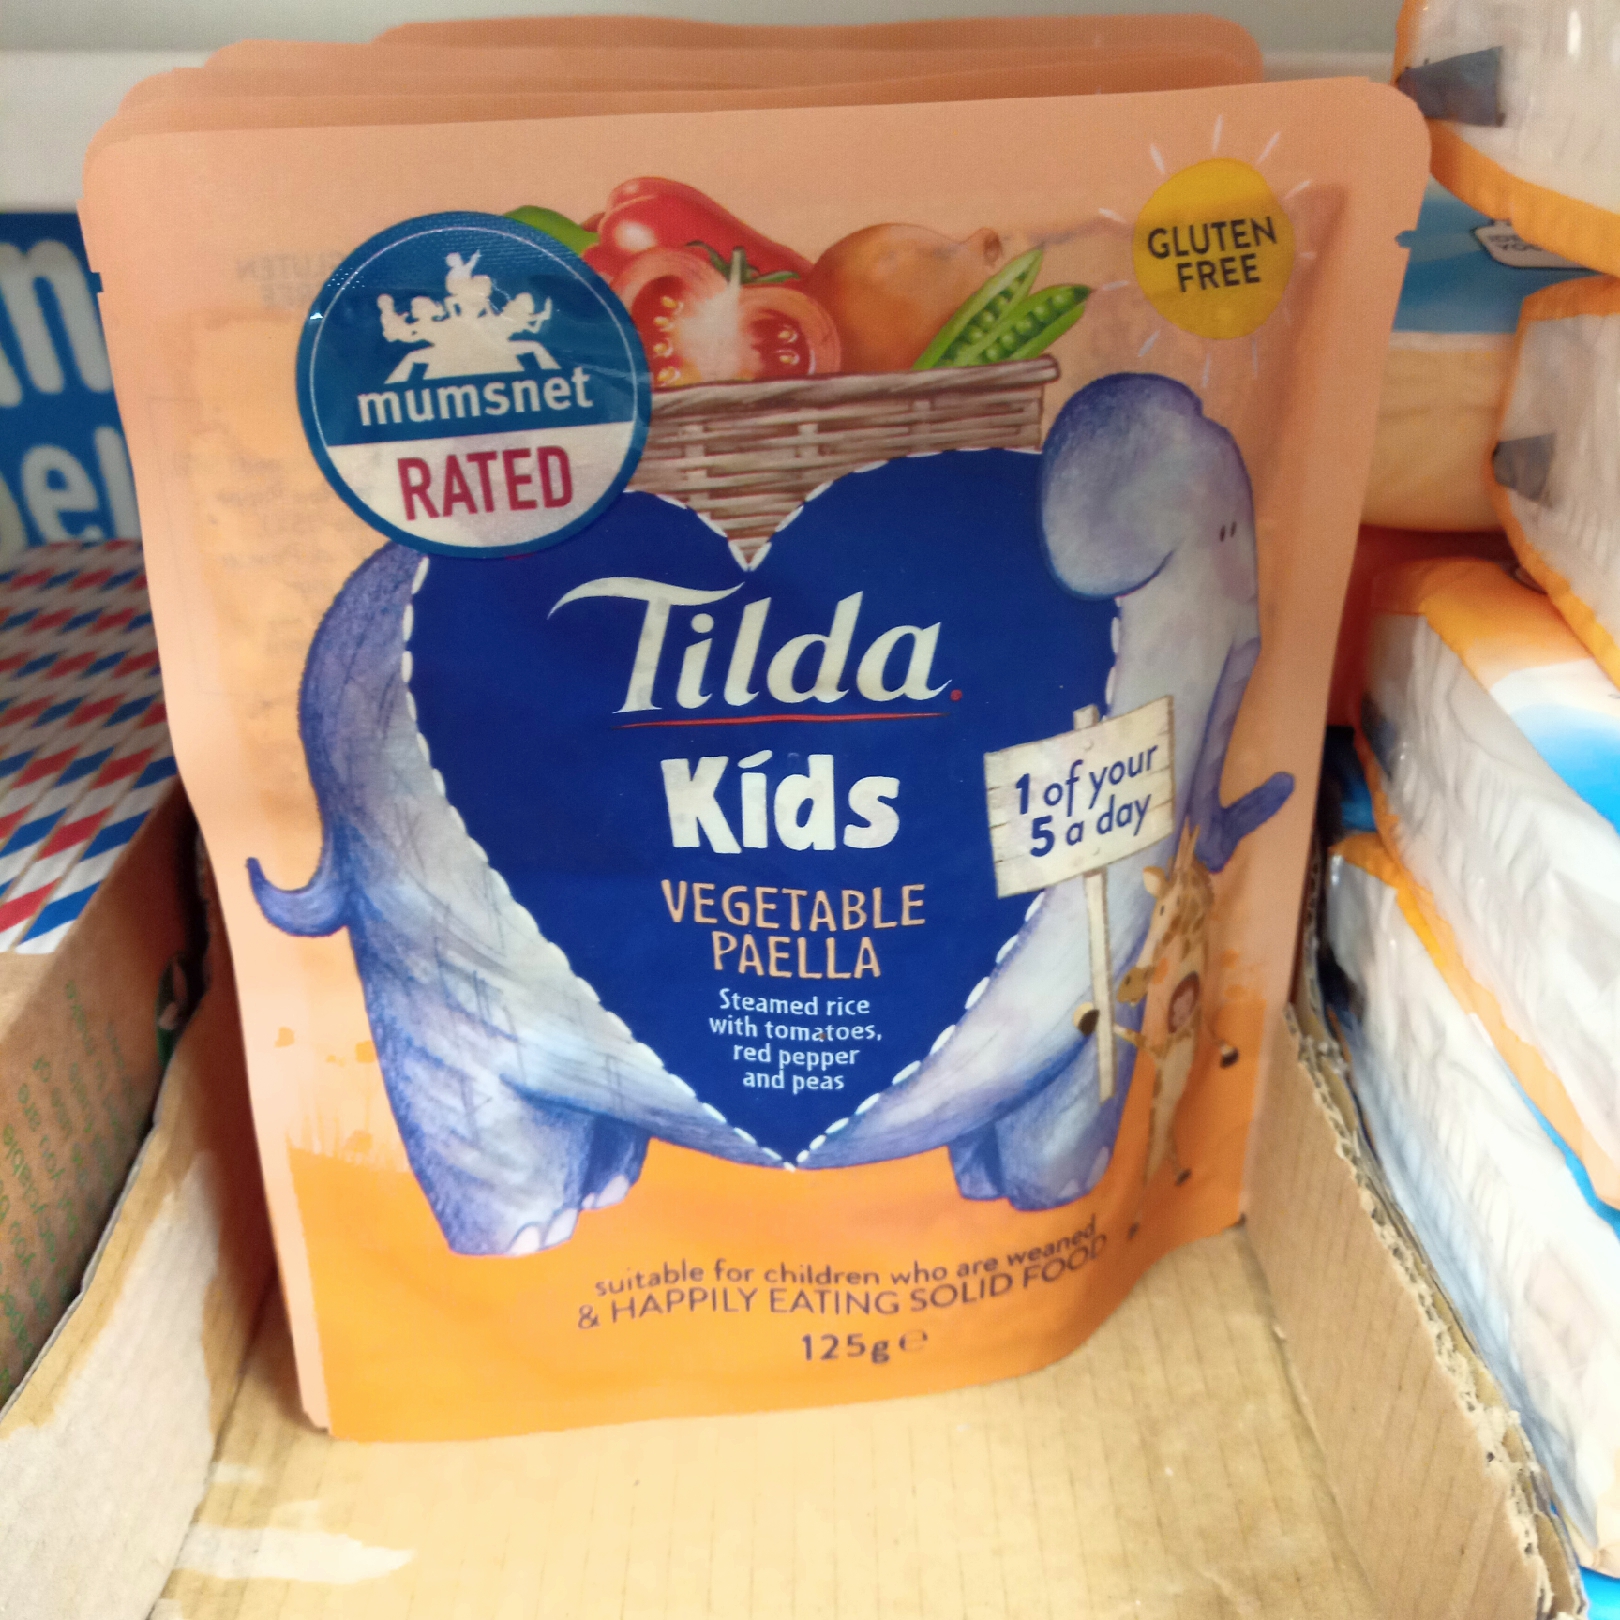 GLUTEN
FREE
mumsnet
RATED
Tilda
Kids
1 of your
5 a day
VEGETABLE
PAELLA
Steamed rice
with tomatoes,
red pepper
and peas
suitable for children who are weaned
& HAPPILY EATING SOLID FOOD
125g ℮